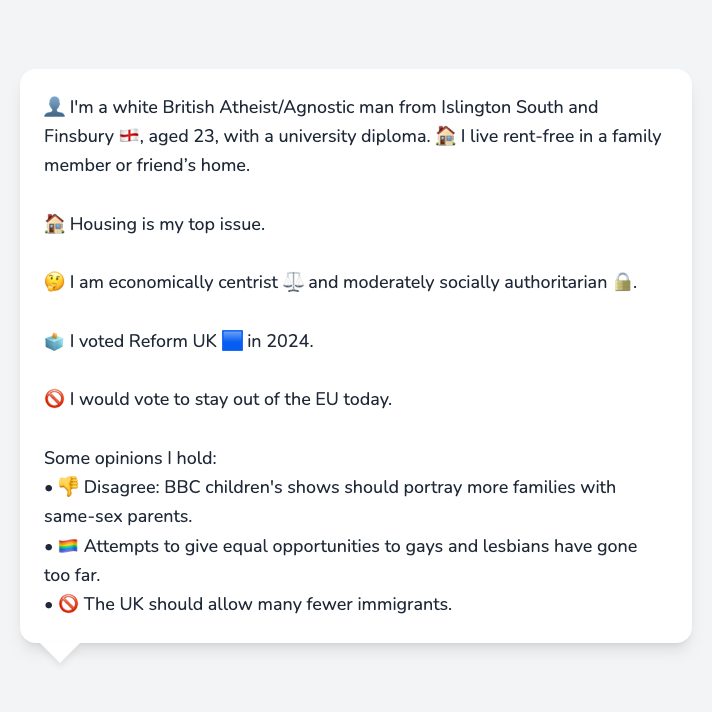 👤 I'm a white British Atheist/Agnostic man from Islington South and
Finsbury 🏴󠁧󠁢󠁥󠁮󠁧󠁿, aged 23, with a university diploma. 🏠 I live rent-free in a family
member or friend’s home.
🏠 Housing is my top issue.
🤔 I am economically centrist ⚖️ and moderately socially authoritarian 🔒.
🗳️ I voted Reform UK 🟦 in 2024.
🚫 I would vote to stay out of the EU today.
Some opinions I hold:
• 👎 Disagree: BBC children's shows should portray more families with
same-sex parents.
• 🏳️‍🌈 Attempts to give equal opportunities to gays and lesbians have gone
too far.
• 🚫 The UK should allow many fewer immigrants.